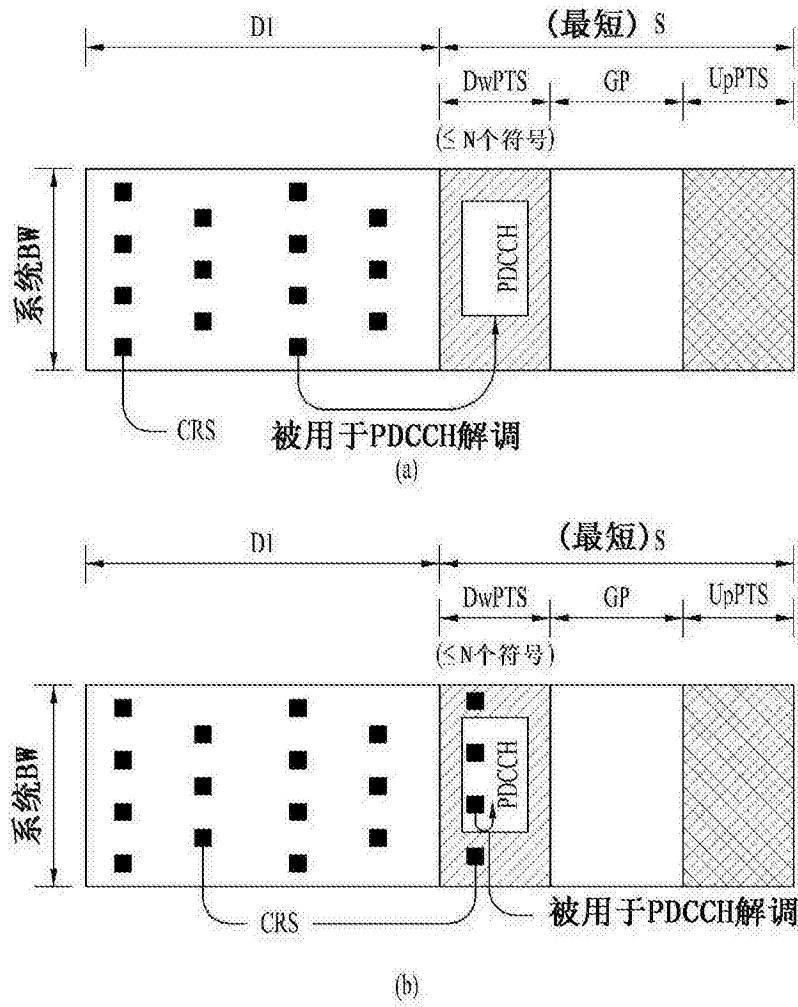 D1
(最短) S
DwPTS
GP
UpPTS
(≤ N个符号)
系统BW
PDCCH
CRS
被用于PDCCH解调
(a)
D1
(最短) S
DwPTS
GP
UpPTS
(≤ N个符号)
系统BW
PDCCH
CRS
被用于PDCCH解调
(b)